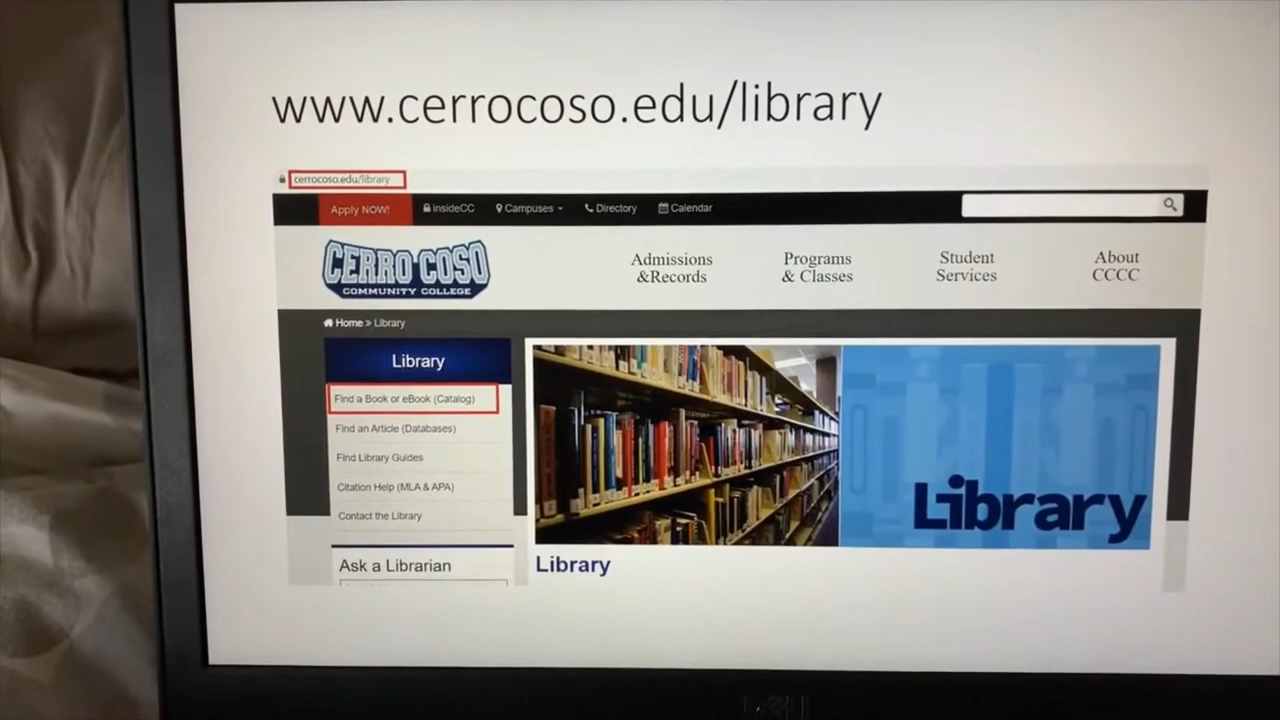 www.cerrocoso.edu/library
cerrocoso.edu/library
Apply NOW!
InsideCC
Campuses
Directory
Calendar
CERRO COSO
COMMUNITY COLLEGE
Admissions
&Records
Programs
& Classes
Student
Services
About
CCCC
Home » Library
Library
Find a Book or eBook (Catalog)
Find an Article (Databases)
Find Library Guides
Citation Help (MLA & APA)
Contact the Library
Ask a Librarian
Library
Library